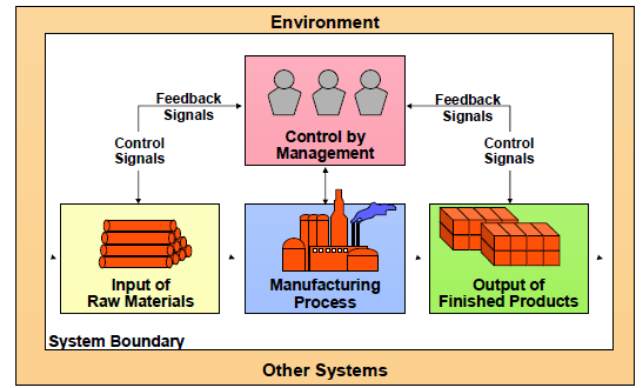 Environment
Feedback
Signals
Control
Signals
Control by
Management
Feedback
Signals
Control
Signals
Input of
Raw Materials
Manufacturing
Process
Output of
Finished Products
System Boundary
Other Systems